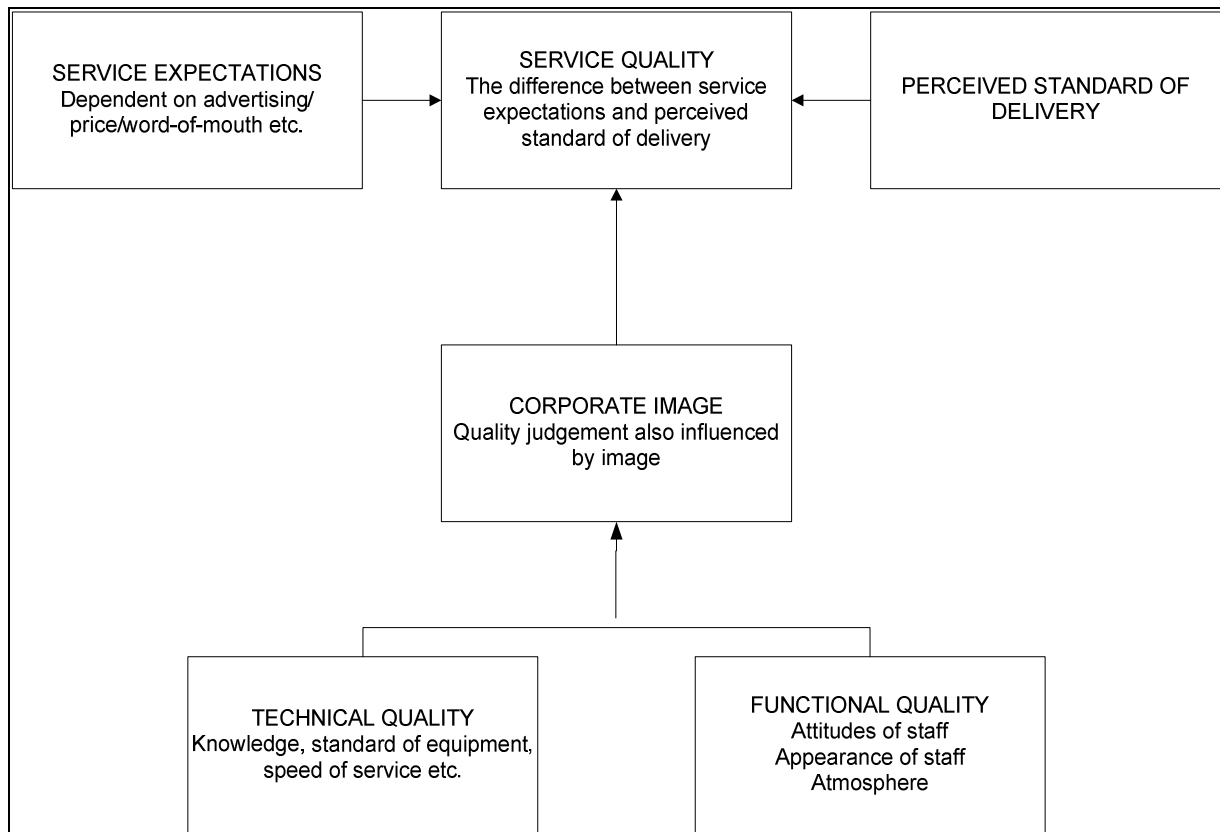 SERVICE EXPECTATIONS
Dependent on advertising/
price/word-of-mouth etc.
SERVICE QUALITY
The difference between service
expectations and perceived
standard of delivery
PERCEIVED STANDARD OF
DELIVERY
CORPORATE IMAGE
Quality judgement also influenced
by image
TECHNICAL QUALITY
Knowledge, standard of equipment,
speed of service etc.
FUNCTIONAL QUALITY
Attitudes of staff
Appearance of staff
Atmosphere